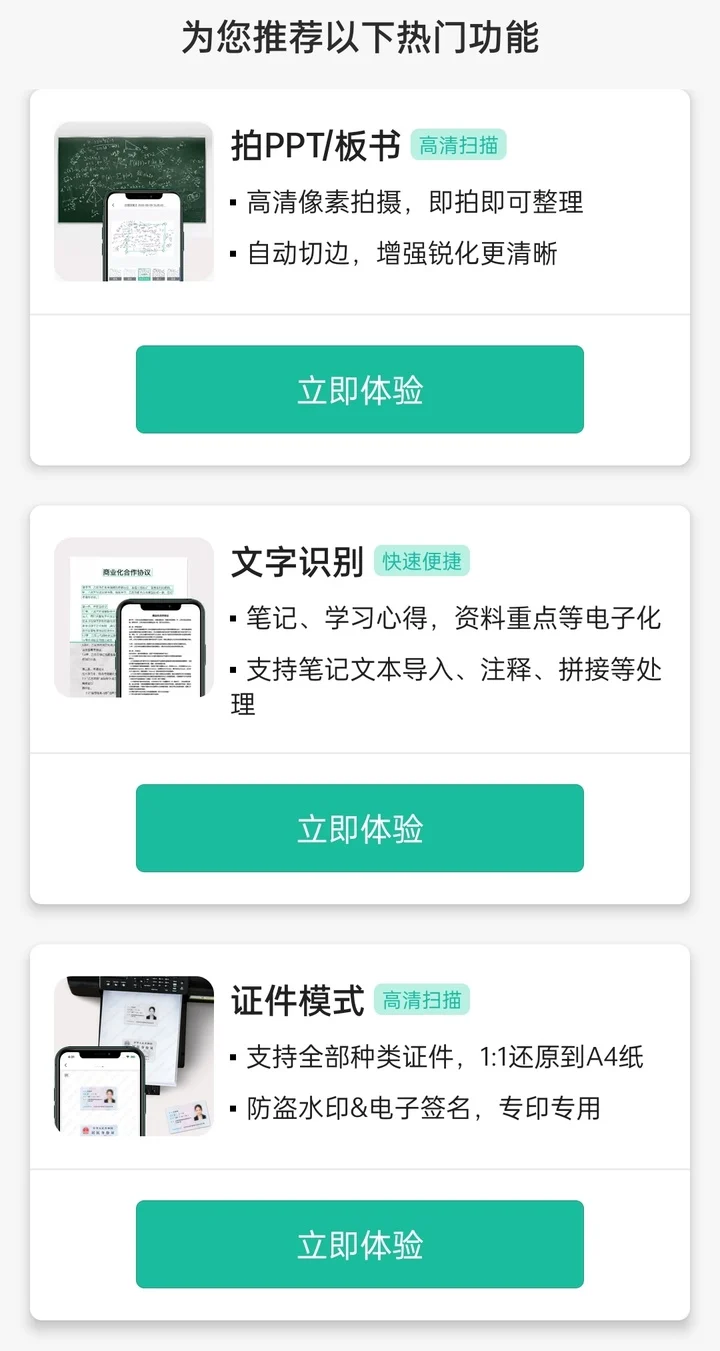 为您推荐以下热门功能
拍PPT/板书 高清扫描
▪ 高清像素拍摄，即拍即可整理
▪ 自动切边，增强锐化更清晰
立即体验
商业化合作协议
文字识别 快速便捷
▪ 笔记、学习心得，资料重点等电子化
▪ 支持笔记文本导入、注释、拼接等处
理
立即体验
证件模式 高清扫描
▪ 支持全部种类证件，1:1还原到A4纸
▪ 防盗水印&电子签名，专印专用
立即体验